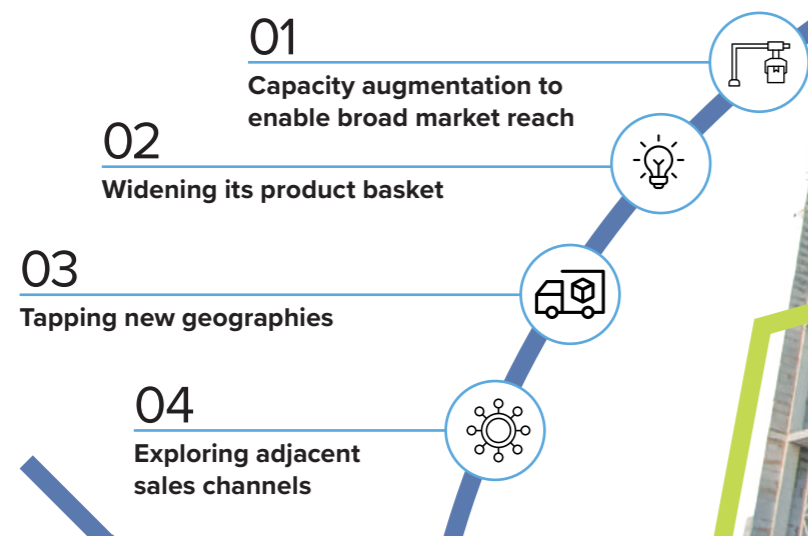 01
Capacity augmentation to
enable broad market reach
02
Widening its product basket
03
Tapping new geographies
04
Exploring adjacent
sales channels